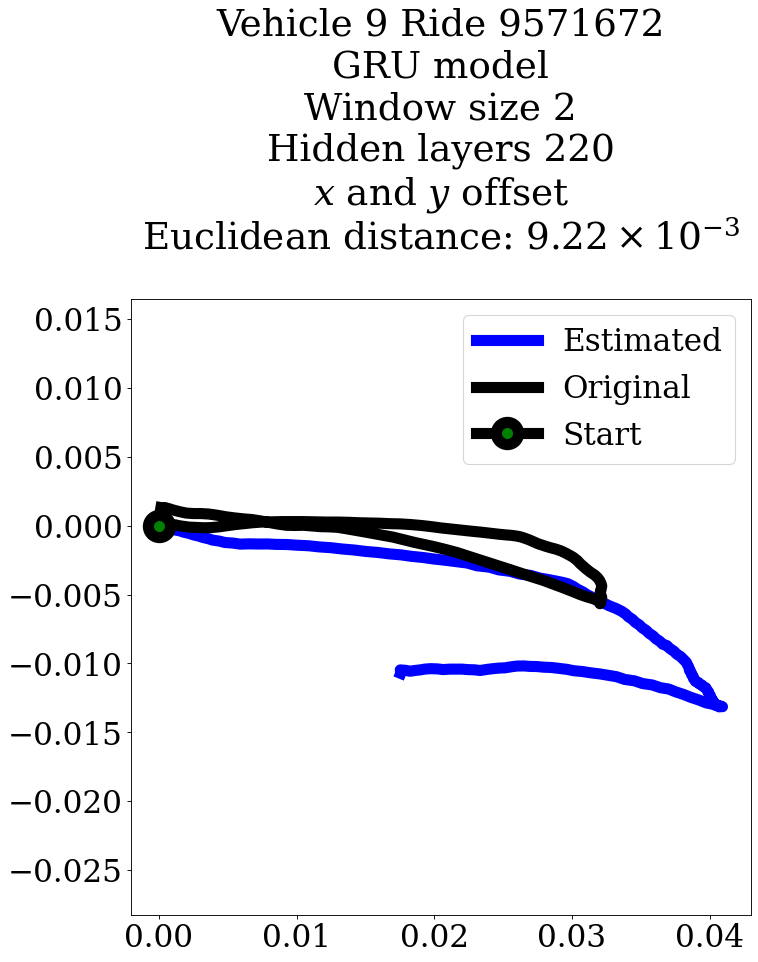 Vehicle 9 Ride 9571672
GRU model
Window size 2
Hidden layers 220
x and y offset
Euclidean distance: 9.22 × 10⁻³
Estimated
Original
Start
0.015
0.010
0.005
0.000
−0.005
−0.010
−0.015
−0.020
−0.025
0.00 0.01 0.02 0.03 0.04